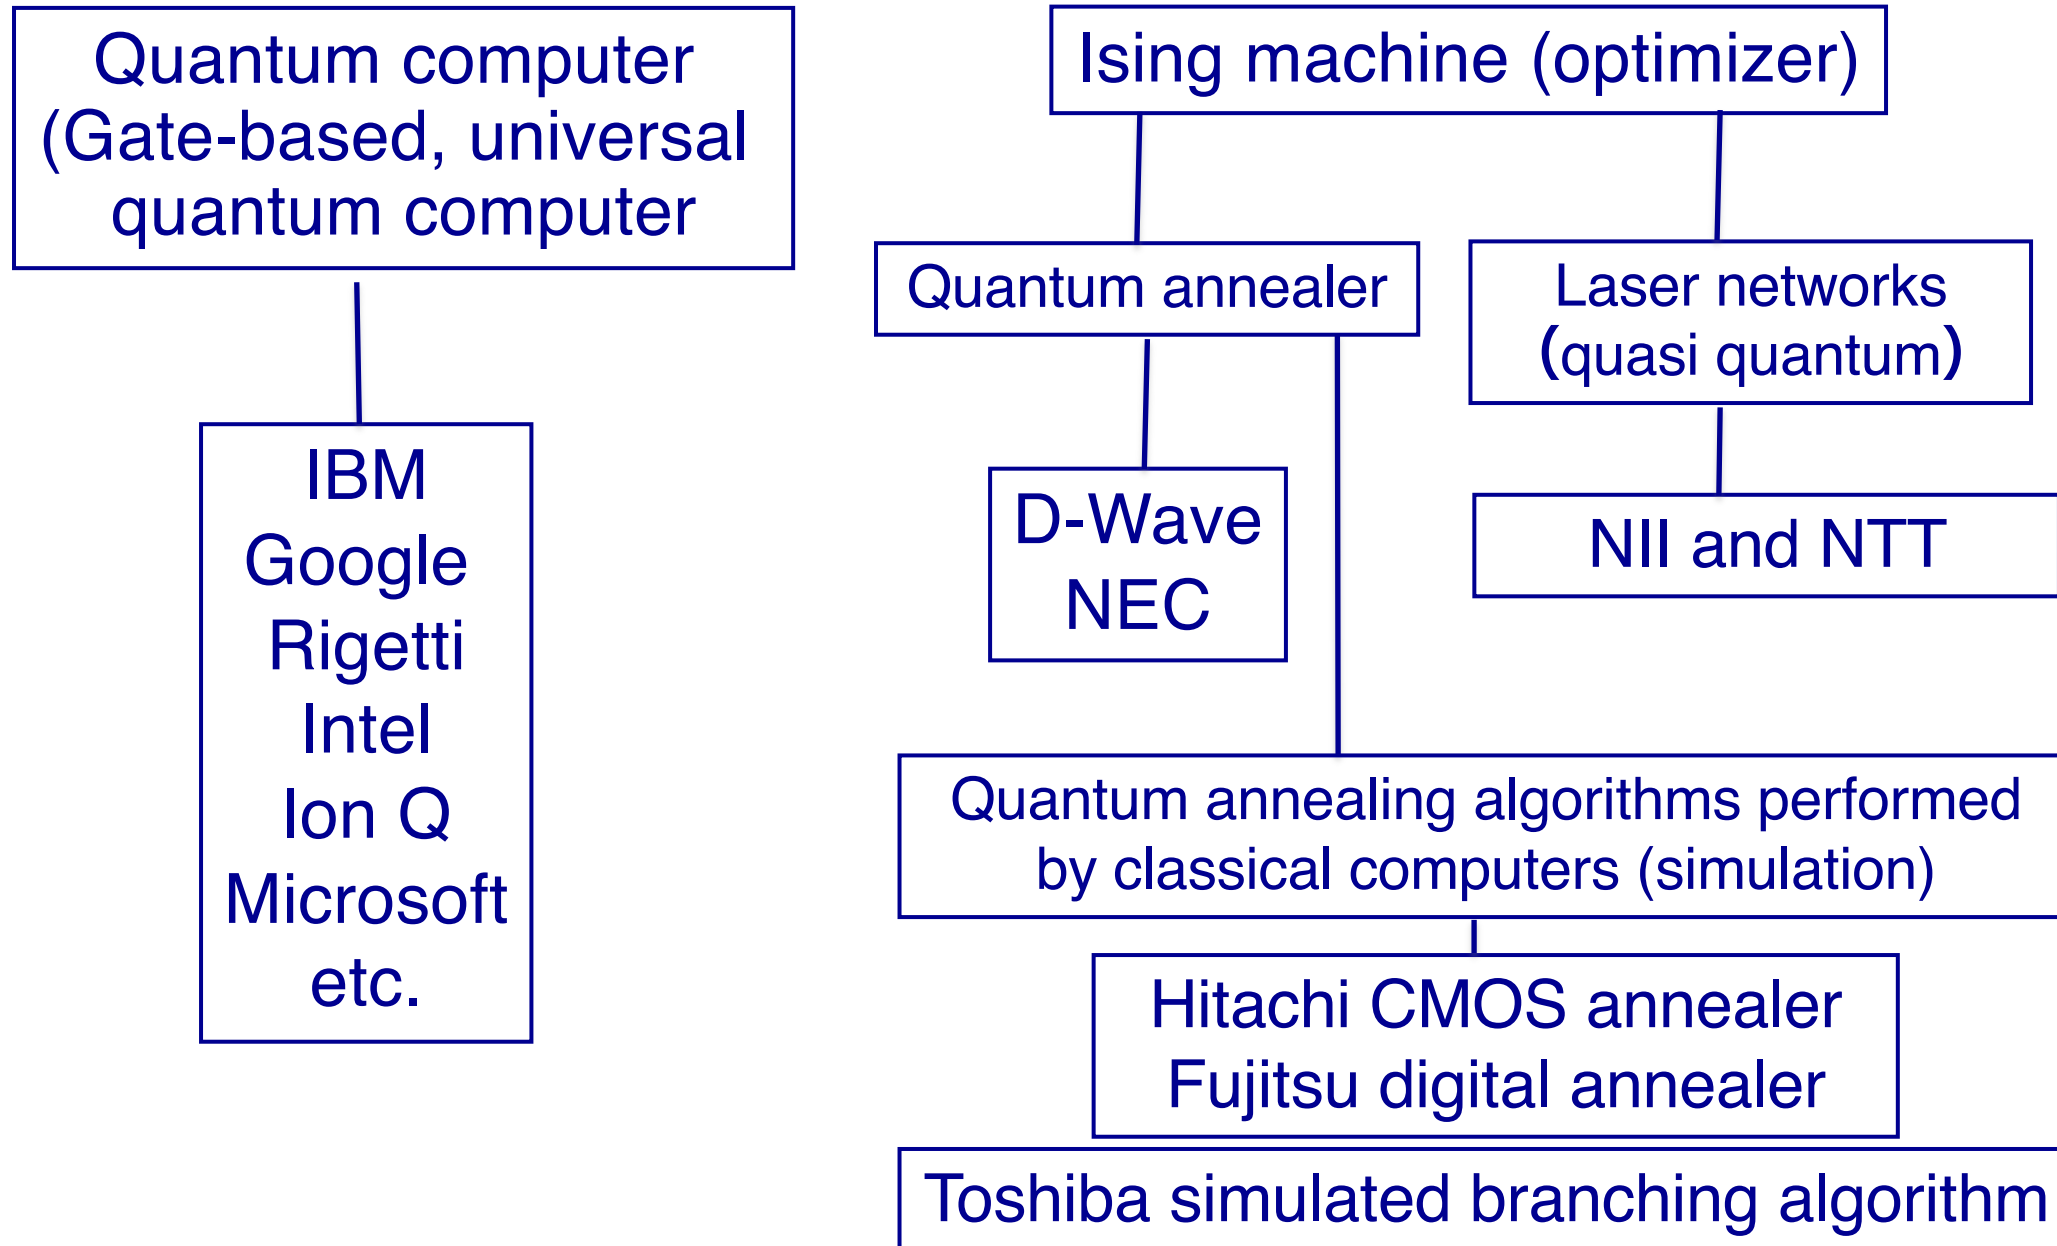 Quantum computer
(Gate-based, universal
quantum computer
IBM
Google
Rigetti
Intel
Ion Q
Microsoft
etc.
Ising machine (optimizer)
Quantum annealer
Laser networks
(quasi quantum)
D-Wave
NEC
NII and NTT
Quantum annealing algorithms performed
by classical computers (simulation)
Hitachi CMOS annealer
Fujitsu digital annealer
Toshiba simulated branching algorithm